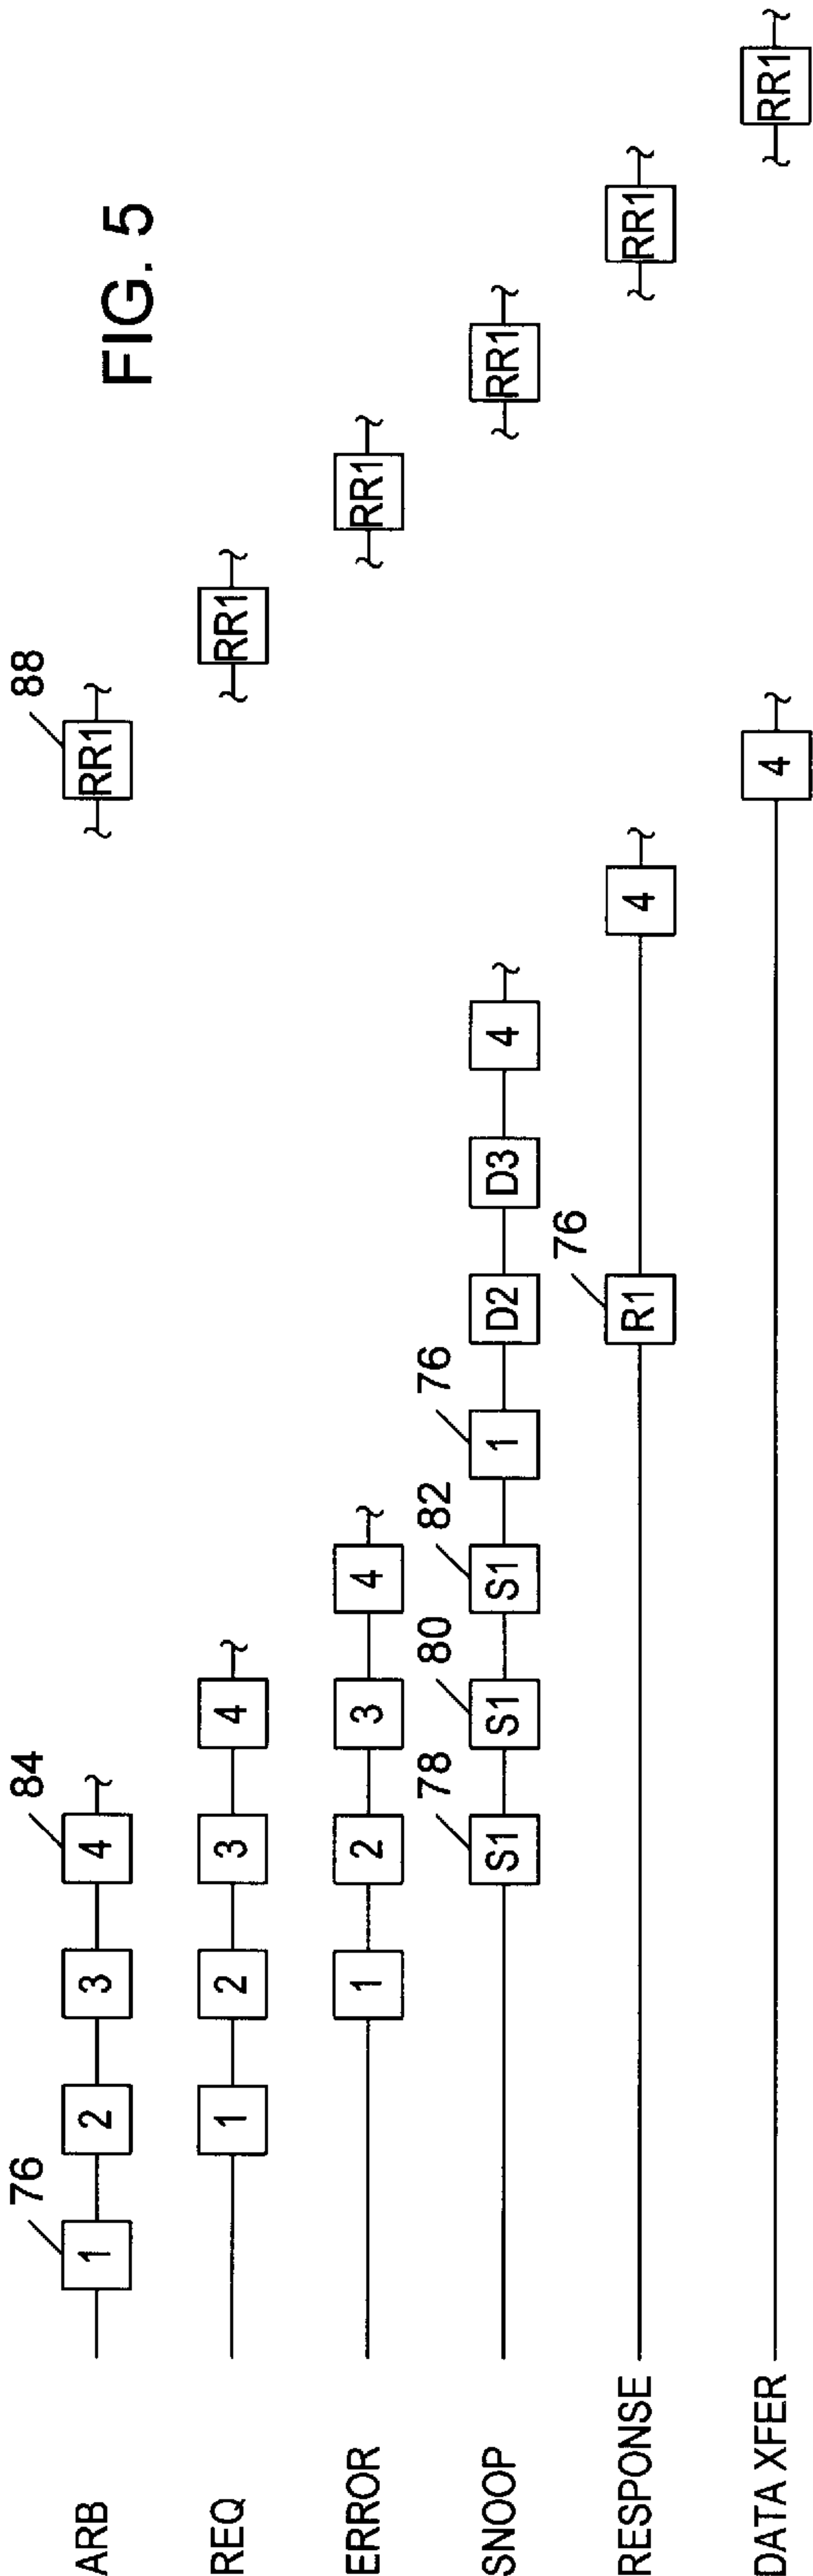 FIG. 5
76
84
88
ARB
1
2
3
4
RR1
REQ
1
2
3
4
RR1
ERROR
1
2
3
4
RR1
78
80
82
76
SNOOP
S1
S1
S1
1
D2
D3
4
RR1
76
RESPONSE
R1
4
RR1
DATA XFER
4
RR1